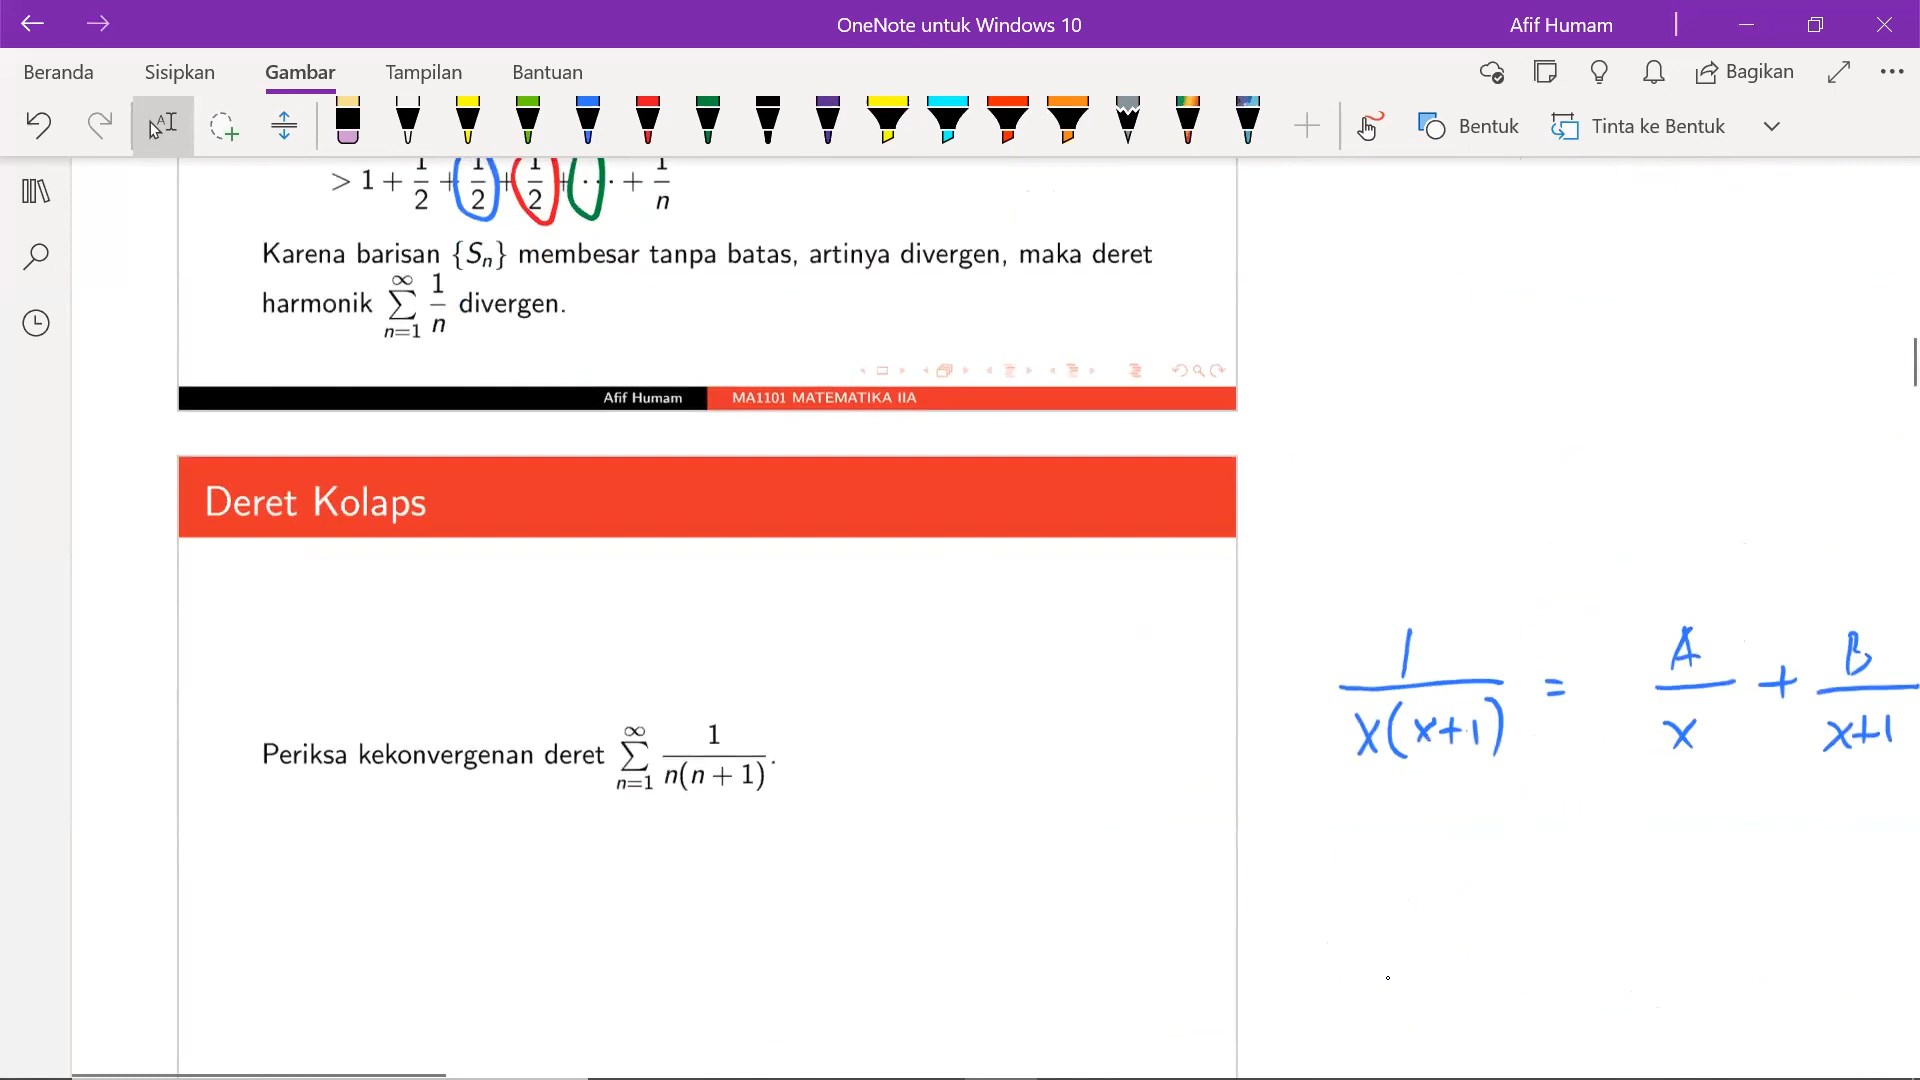 OneNote untuk Windows 10
Afif Humam
Beranda Sisipkan Gambar Tampilan Bantuan
Bagikan
Bentuk Tinta ke Bentuk
> 1 + 1/2 + 1/2 + 1/2 + ··· + 1/n
Karena barisan {Sₙ} membesar tanpa batas, artinya divergen, maka deret
harmonik ∑_{n=1}^{∞} 1/n divergen.
Afif Humam MA1101 MATEMATIKA IIA
Deret Kolaps
1/(x(x+1)) = A/x + B/(x+1)
Periksa kekonvergenan deret ∑_{n=1}^{∞} 1/(n(n + 1)).